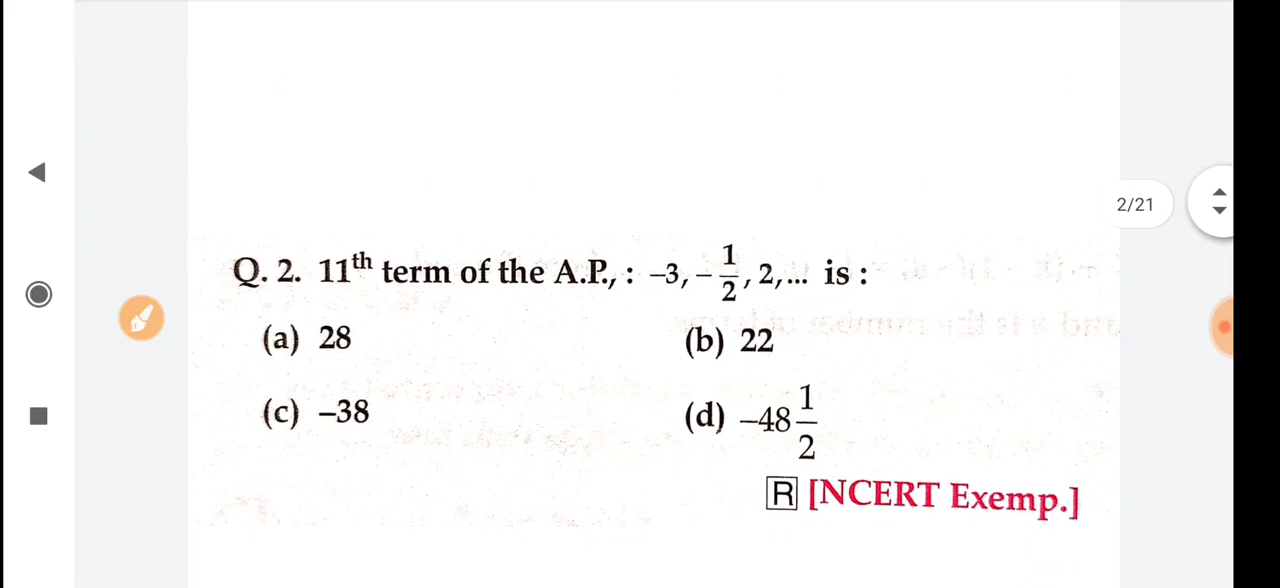 2/21
Q. 2. 11th term of the A.P., : –3, –1/2, 2,... is :
(a) 28 (b) 22
(c) –38 (d) –48 1/2
R [NCERT Exemp.]